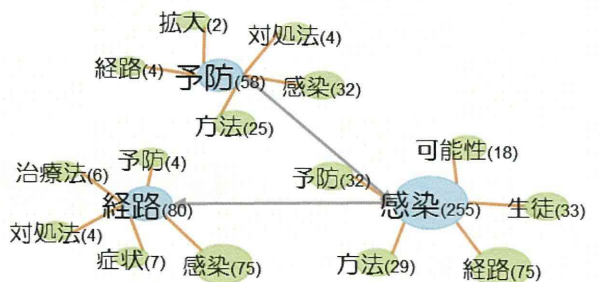 拡大(2)
対処法(4)
経路(4)
予防(58)
感染(32)
方法(25)
可能性(18)
予防(4)
治療法(6)
予防(32)
経路(80)
感染(255)
生徒(33)
対処法(4)
症状(7)
感染(75)
方法(29)
経路(75)